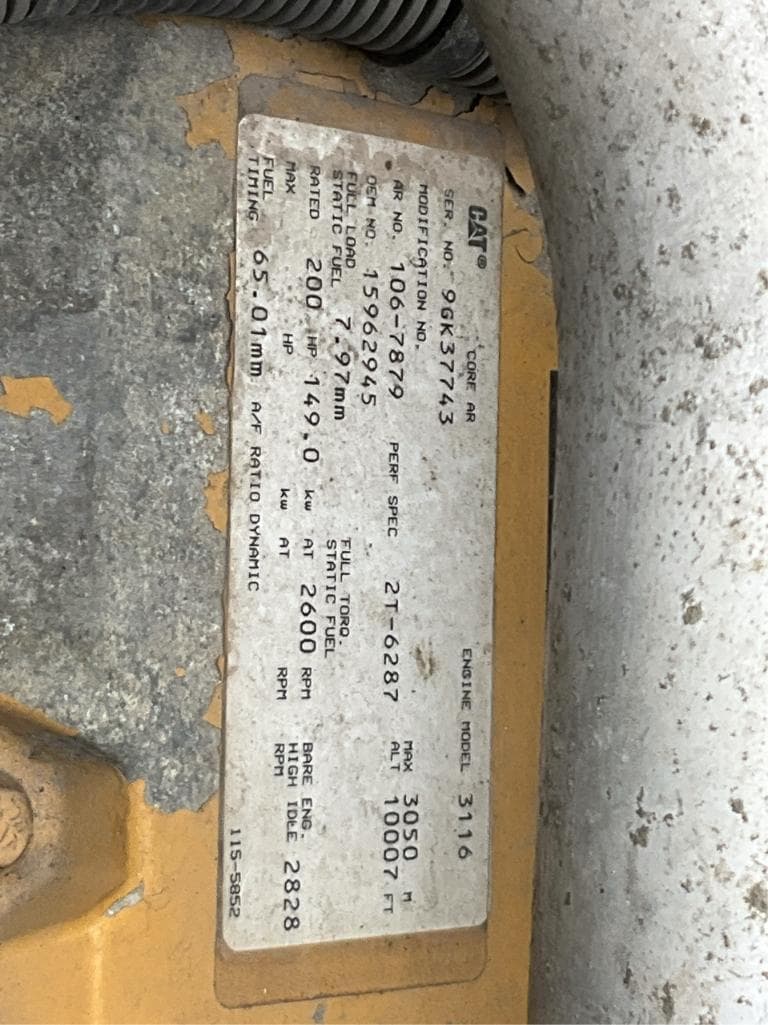 CAT® CORE AR ENGINE MODEL 3116
SER. NO. 9GK37743
MODIFICATION NO.
AR NO. 106-7879 PERF SPEC 2T-6287 MAX ALT 3050 M 10007 FT
OEM NO. 15962945
FULL LOAD STATIC FUEL 7.97mm FULL TORQ. STATIC FUEL
RATED 200 HP 149.0 kw AT 2600 RPM BARE ENG. HIGH IDLE RPM 2828
MAX HP kw AT RPM
FUEL TIMING 65.01mm A/F RATIO DYNAMIC
115-5852